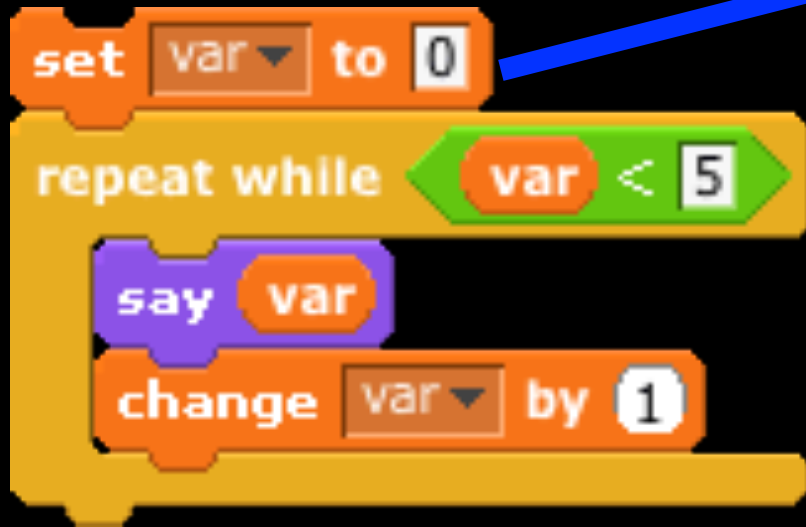 set var to 0
repeat while var < 5
say var
change var by 1